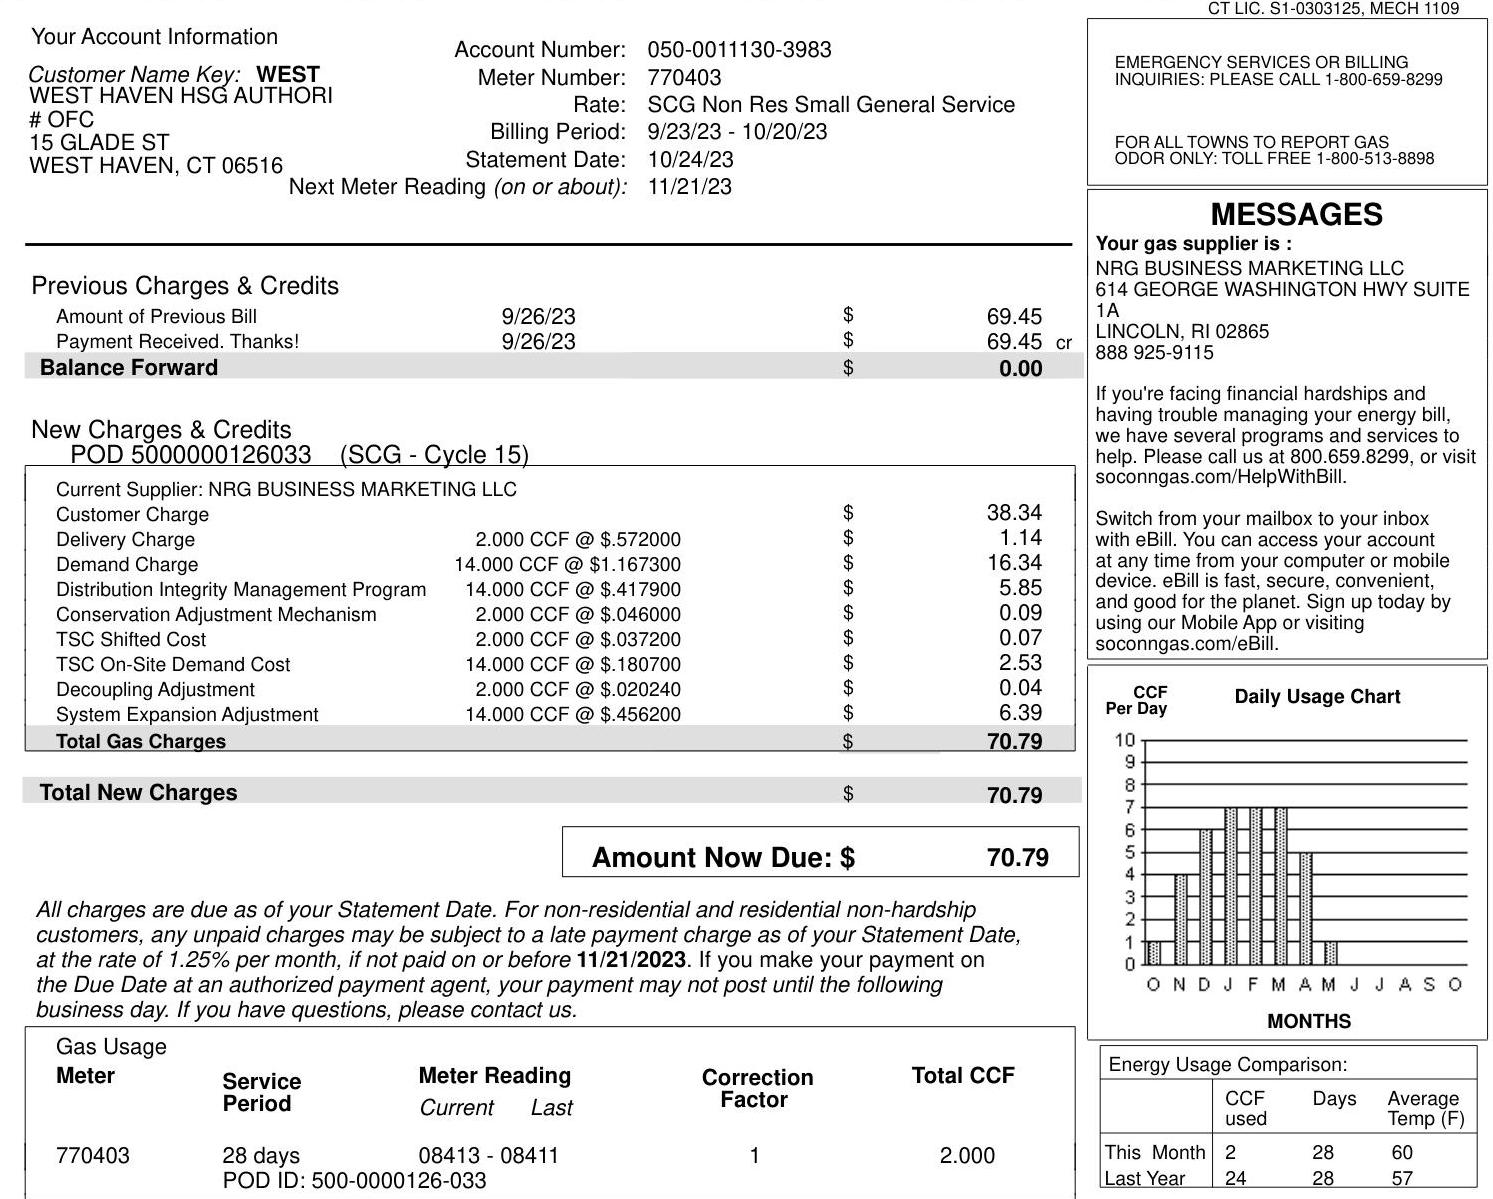 CT LIC. S1-0303125, MECH 1109
Your Account Information
Customer Name Key: WEST
WEST HAVEN HSG AUTHORI
# OFC
15 GLADE ST
WEST HAVEN, CT 06516
Account Number: 050-0011130-3983
Meter Number: 770403
Rate: SCG Non Res Small General Service
Billing Period: 9/23/23 - 10/20/23
Statement Date: 10/24/23
Next Meter Reading (on or about): 11/21/23
EMERGENCY SERVICES OR BILLING
INQUIRIES: PLEASE CALL 1-800-659-8299
FOR ALL TOWNS TO REPORT GAS
ODOR ONLY: TOLL FREE 1-800-513-8898
Previous Charges & Credits
Amount of Previous Bill 9/26/23 $ 69.45
Payment Received. Thanks! 9/26/23 $ 69.45 cr
Balance Forward $ 0.00
New Charges & Credits
POD 5000000126033 (SCG - Cycle 15)
Current Supplier: NRG BUSINESS MARKETING LLC
Customer Charge $ 38.34
Delivery Charge 2.000 CCF @ $.572000 $ 1.14
Demand Charge 14.000 CCF @ $1.167300 $ 16.34
Distribution Integrity Management Program 14.000 CCF @ $.417900 $ 5.85
Conservation Adjustment Mechanism 2.000 CCF @ $.046000 $ 0.09
TSC Shifted Cost 2.000 CCF @ $.037200 $ 0.07
TSC On-Site Demand Cost 14.000 CCF @ $.180700 $ 2.53
Decoupling Adjustment 2.000 CCF @ $.020240 $ 0.04
System Expansion Adjustment 14.000 CCF @ $.456200 $ 6.39
Total Gas Charges $ 70.79
Total New Charges $ 70.79
Amount Now Due: $ 70.79
All charges are due as of your Statement Date. For non-residential and residential non-hardship
customers, any unpaid charges may be subject to a late payment charge as of your Statement Date,
at the rate of 1.25% per month, if not paid on or before 11/21/2023. If you make your payment on
the Due Date at an authorized payment agent, your payment may not post until the following
business day. If you have questions, please contact us.
Gas Usage
Meter Service Period Meter Reading Correction Factor Total CCF
Current Last
770403 28 days 08413 - 08411 1 2.000
POD ID: 500-0000126-033
MESSAGES
Your gas supplier is :
NRG BUSINESS MARKETING LLC
614 GEORGE WASHINGTON HWY SUITE
1A
LINCOLN, RI 02865
888 925-9115
If you're facing financial hardships and
having trouble managing your energy bill,
we have several programs and services to
help. Please call us at 800.659.8299, or visit
soconngas.com/HelpWithBill.
Switch from your mailbox to your inbox
with eBill. You can access your account
at any time from your computer or mobile
device. eBill is fast, secure, convenient,
and good for the planet. Sign up today by
using our Mobile App or visiting
soconngas.com/eBill.
CCF
Per Day
Daily Usage Chart
10
9
8
7
6
5
4
3
2
1
0
O N D J F M A M J J A S O
MONTHS
Energy Usage Comparison:
CCF used Days Average Temp (F)
This Month 2 28 60
Last Year 24 28 57